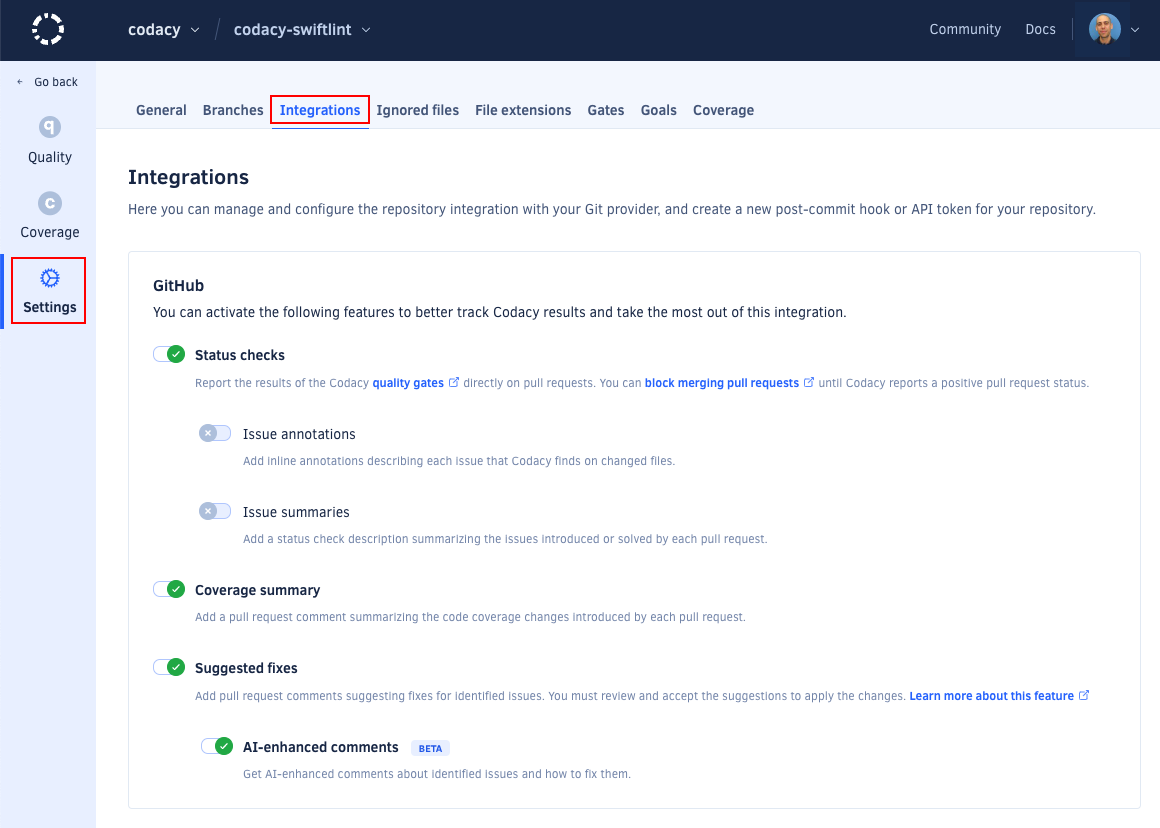 codacy codacy-swiftlint Community Docs
Go back
q
Quality
c
Coverage
Settings
General Branches Integrations Ignored files File extensions Gates Goals Coverage
Integrations
Here you can manage and configure the repository integration with your Git provider, and create a new post-commit hook or API token for your repository.
GitHub
You can activate the following features to better track Codacy results and take the most out of this integration.
Status checks
Report the results of the Codacy quality gates directly on pull requests. You can block merging pull requests until Codacy reports a positive pull request status.
Issue annotations
Add inline annotations describing each issue that Codacy finds on changed files.
Issue summaries
Add a status check description summarizing the issues introduced or solved by each pull request.
Coverage summary
Add a pull request comment summarizing the code coverage changes introduced by each pull request.
Suggested fixes
Add pull request comments suggesting fixes for identified issues. You must review and accept the suggestions to apply the changes. Learn more about this feature
AI-enhanced comments BETA
Get AI-enhanced comments about identified issues and how to fix them.